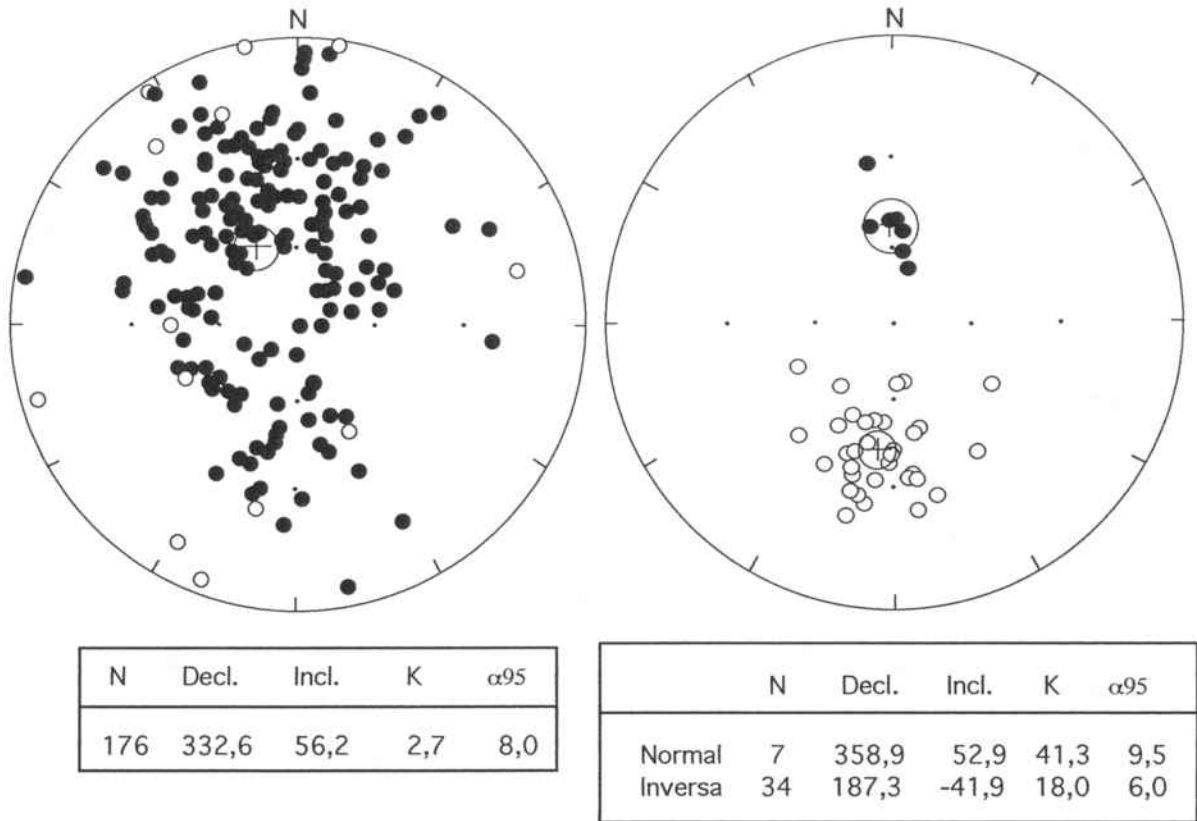 N
N
N Decl. Incl. K α95
176 332,6 56,2 2,7 8,0
N Decl. Incl. K α95
Normal 7 358,9 52,9 41,3 9,5
Inversa 34 187,3 -41,9 18,0 6,0